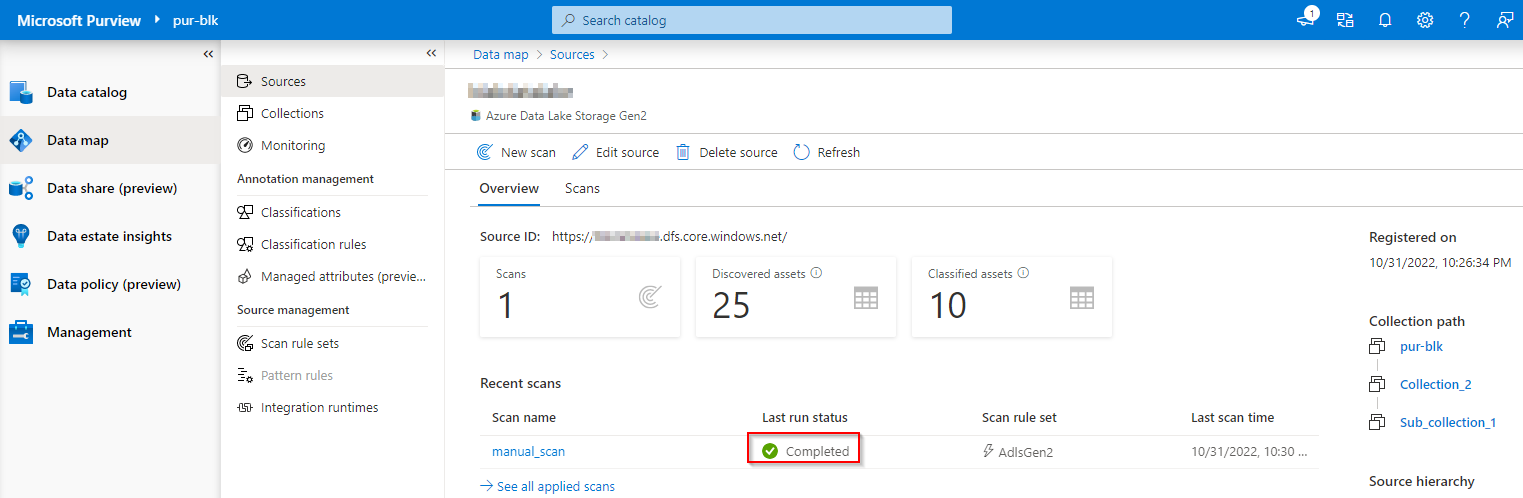 Microsoft Purview pur-blk Search catalog 1
Data catalog
Data map
Data share (preview)
Data estate insights
Data policy (preview)
Management
Sources
Collections
Monitoring
Annotation management
Classifications
Classification rules
Managed attributes (previe...
Source management
Scan rule sets
Pattern rules
Integration runtimes
Data map > Sources >
Azure Data Lake Storage Gen2
New scan Edit source Delete source Refresh
Overview Scans
Source ID: https:// .dfs.core.windows.net/
Scans Discovered assets Classified assets
1 25 10
Recent scans
Scan name Last run status Scan rule set Last scan time
manual_scan Completed AdlsGen2 10/31/2022, 10:30 ...
See all applied scans
Registered on
10/31/2022, 10:26:34 PM
Collection path
pur-blk
Collection_2
Sub_collection_1
Source hierarchy